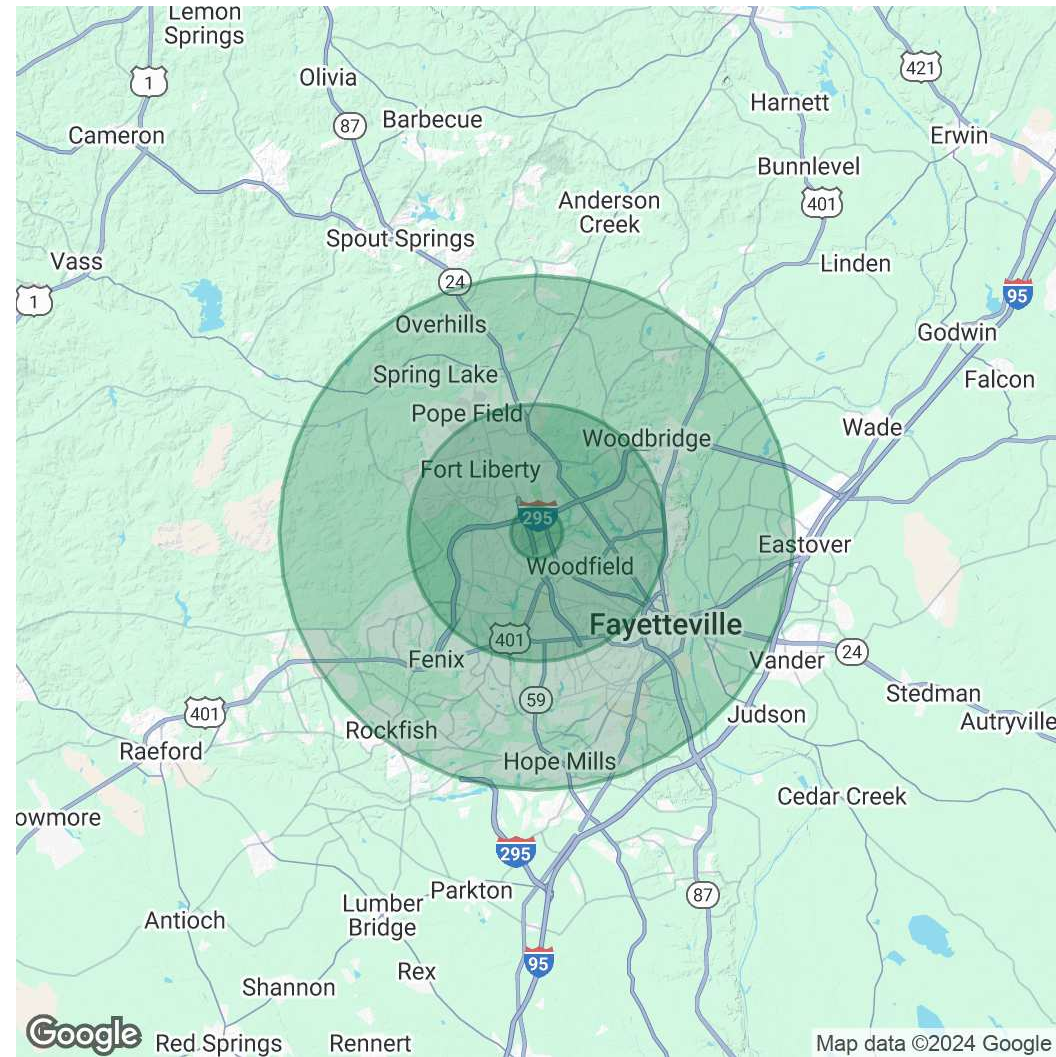 Lemon
Springs
Olivia
1
421
Harnett
87
Barbecue
Cameron
Erwin
Bunnlevel
Anderson
Creek
401
Spout Springs
Vass
Linden
24
1
95
Overhills
Godwin
Spring Lake
Falcon
Pope Field
Wade
Woodbridge
Fort Liberty
295
Eastover
Woodfield
Fayetteville
401
Fenix
Vander
24
Stedman
59
401
Judson
Autryville
Rockfish
Raeford
Hope Mills
Cedar Creek
owmore
295
Parkton
87
Lumber
Bridge
Antioch
95
Rex
Shannon
Google
Red Springs
Rennert
Map data ©2024 Google